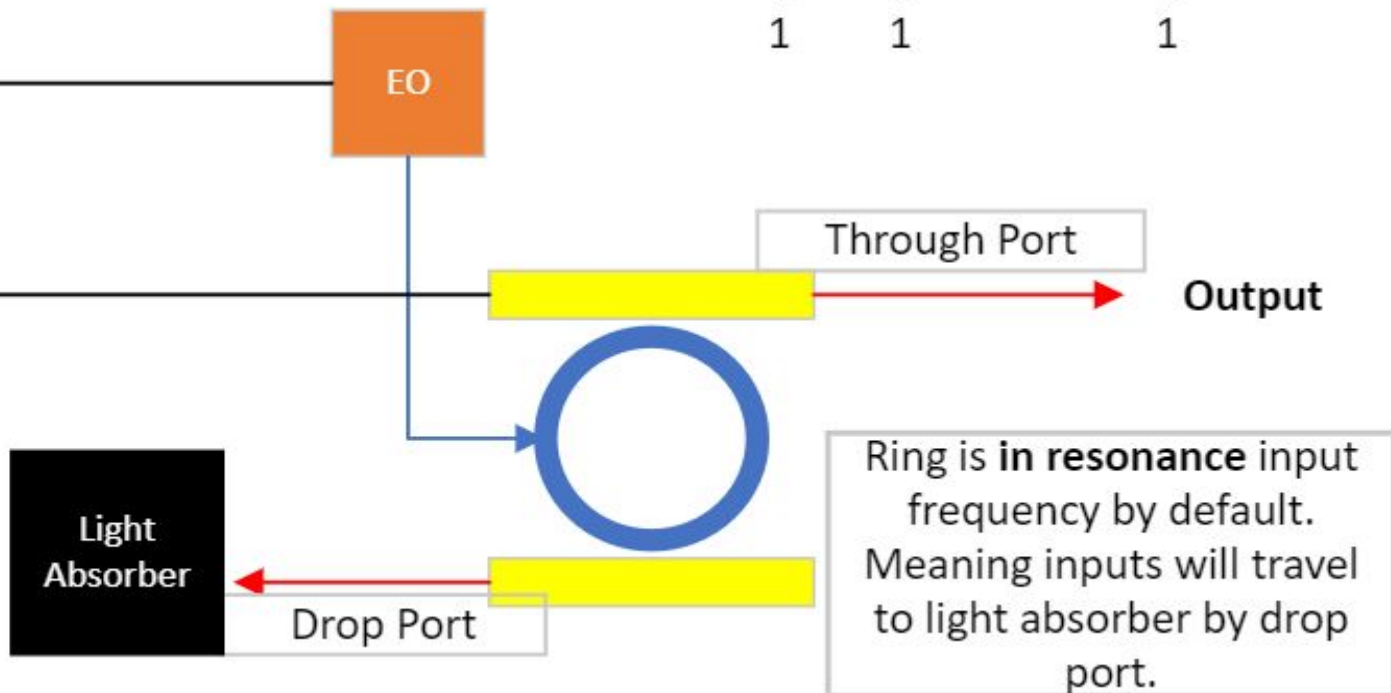 1 1 1
EO
Through Port
Output
Ring is in resonance input
frequency by default.
Meaning inputs will travel
to light absorber by drop
port.
Light
Absorber
Drop Port